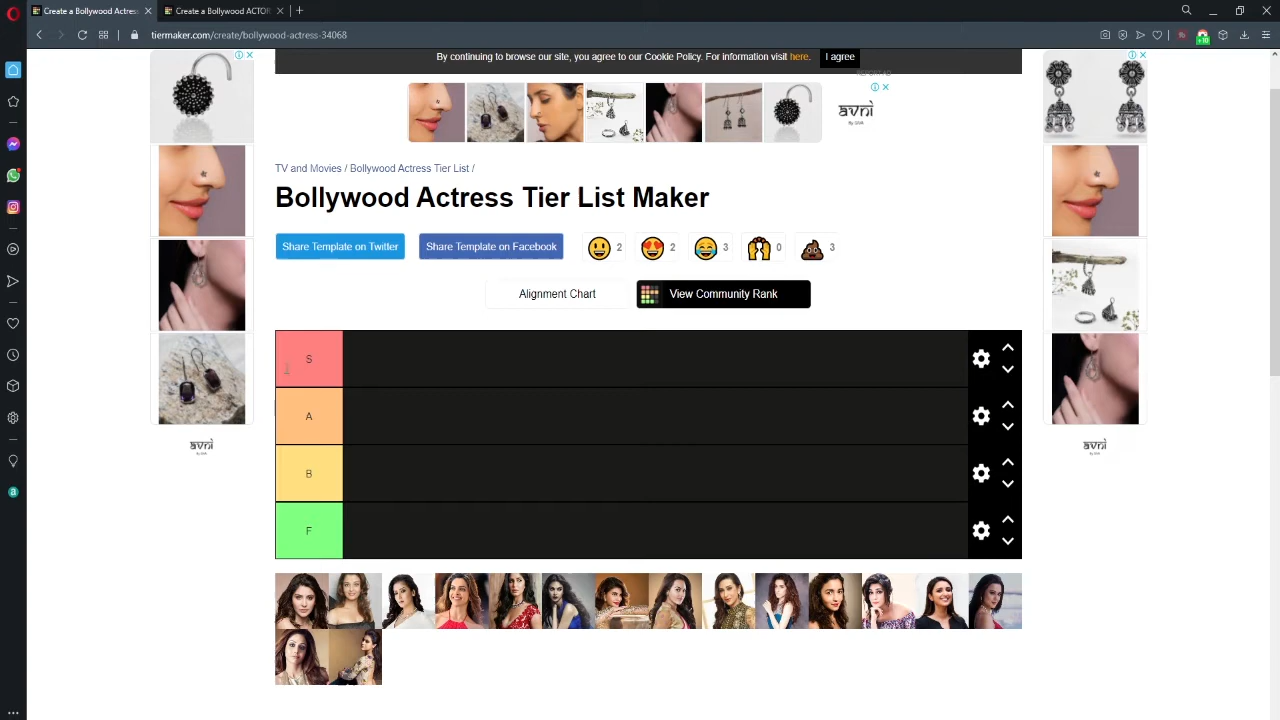 Create a Bollywood Actress
Create a Bollywood ACTOR
tiermaker.com/create/bollywood-actress-34068
By continuing to browse our site, you agree to our Cookie Policy. For information visit here. I agree
avni
By SIVA
TV and Movies / Bollywood Actress Tier List /
Bollywood Actress Tier List Maker
Share Template on Twitter Share Template on Facebook 2 2 3 0 3
Alignment Chart View Community Rank
S
A
B
F
avni
avni